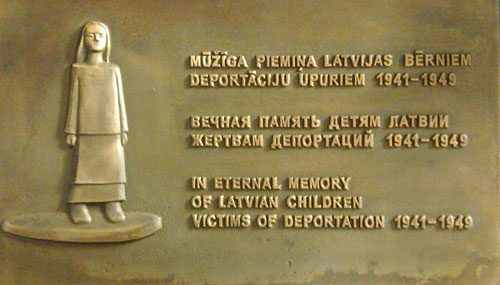 MŪŽĪGA PIEMIŅA LATVIJAS BĒRNIEM
DEPORTĀCIJU UPURIEM 1941-1949
ВЕЧНАЯ ПАМЯТЬ ДЕТЯМ ЛАТВИИ
ЖЕРТВАМ ДЕПОРТАЦИЙ 1941-1949
IN ETERNAL MEMORY
OF LATVIAN CHILDREN
VICTIMS OF DEPORTATION 1941-1949